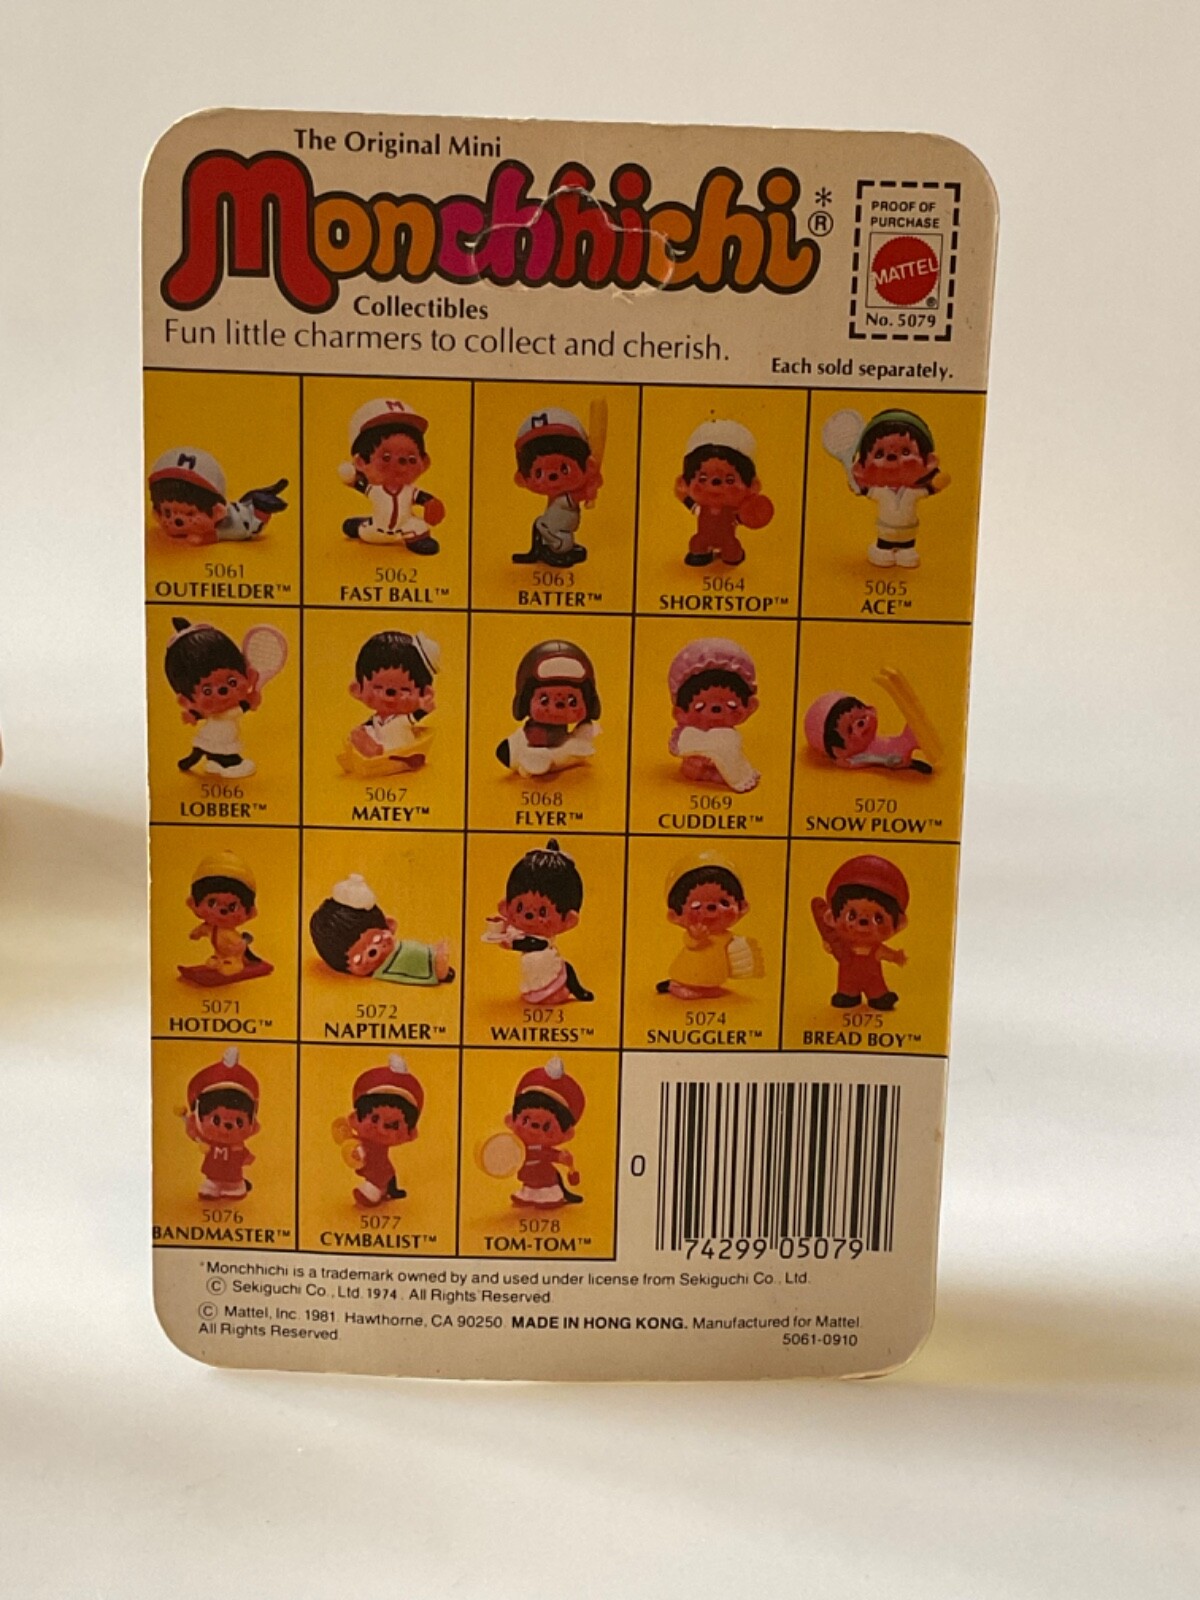 The Original Mini
Monchhichi*®
Collectibles
Fun little charmers to collect and cherish.
PROOF OF
PURCHASE
MATTEL®
No. 5079
Each sold separately.
5061
OUTFIELDER™
5062
FAST BALL™
5063
BATTER™
5064
SHORTSTOP™
5065
ACE™
5066
LOBBER™
5067
MATEY™
5068
FLYER™
5069
CUDDLER™
5070
SNOW PLOW™
5071
HOTDOG™
5072
NAPTIMER™
5073
WAITRESS™
5074
SNUGGLER™
5075
BREAD BOY™
5076
BANDMASTER™
5077
CYMBALIST™
5078
TOM-TOM™
0 74299 05079
*Monchhichi is a trademark owned by and used under license from Sekiguchi Co., Ltd.
© Sekiguchi Co., Ltd. 1974. All Rights Reserved.
© Mattel, Inc. 1981. Hawthorne, CA 90250. MADE IN HONG KONG. Manufactured for Mattel.
All Rights Reserved.
5061-0910